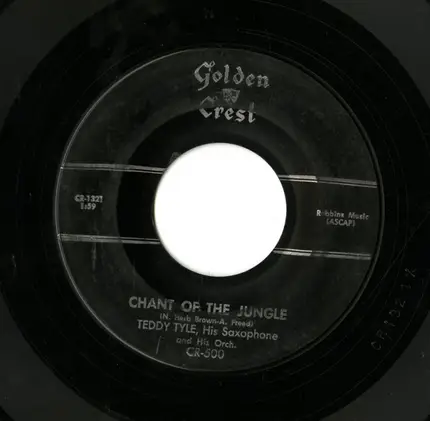 Golden
Crest
CR-1321
1:59
Robbins Music
(ASCAP)
CHANT OF THE JUNGLE
(N. Herb Brown-A. Freed)
TEDDY TYLE, His Saxophone
and His Orch.
CR-500